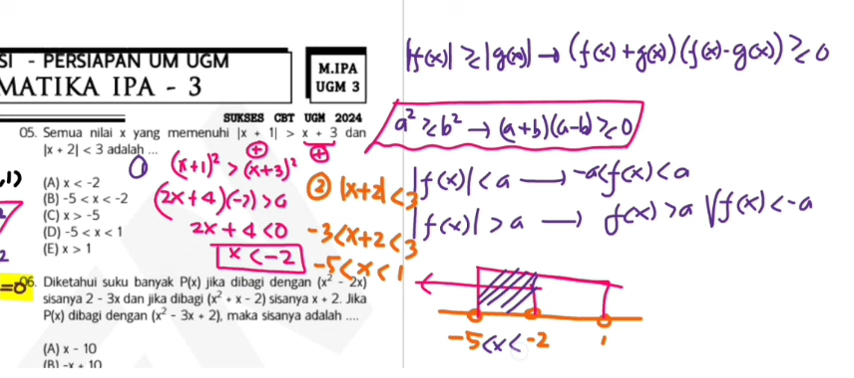 SI - PERSIAPAN UM UGM
MATIKA IPA - 3
M.IPA
UGM 3
SUKSES CBT UGM 2024
05. Semua nilai x yang memenuhi |x + 1| > x + 3 dan
|x + 2| < 3 adalah ...
(A) x < -2
(B) -5 < x < -2
(C) x > -5
(D) -5 < x < 1
(E) x > 1
① ⊕ ⊕
(x+1)² > (x+3)²
(2x+4)(-2) > 0
2x+4 < 0
x < -2
② |x+2| < 3
-3 < x+2 < 3
-5 < x < 1
,1)
2
=0
06. Diketahui suku banyak P(x) jika dibagi dengan (x² - 2x)
sisanya 2 - 3x dan jika dibagi (x² + x - 2) sisanya x + 2. Jika
P(x) dibagi dengan (x² - 3x + 2), maka sisanya adalah ....
(A) x - 10
(B) -x + 10
|f(x)| ≥ |g(x)| → (f(x)+g(x))(f(x)-g(x)) ≥ 0
a² ≥ b² → (a+b)(a-b) ≥ 0
|f(x)| < a → -a < f(x) < a
|f(x)| > a → f(x) > a V f(x) < -a
-5 < x < -2 1